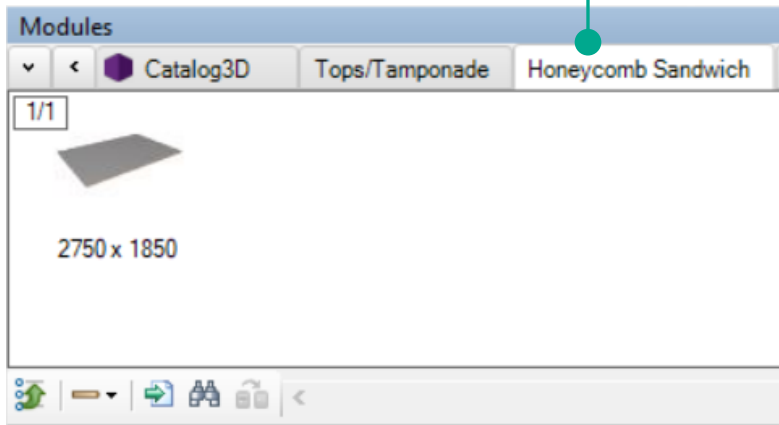 Modules
Catalog3D
Tops/Tamponade
Honeycomb Sandwich
1/1
2750 x 1850